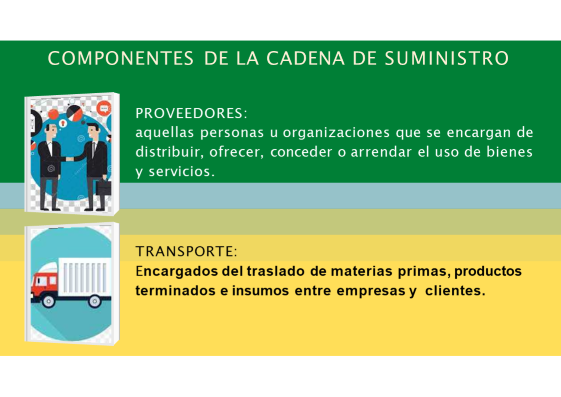 COMPONENTES DE LA CADENA DE SUMINISTRO
PROVEEDORES:
aquellas personas u organizaciones que se encargan de
distribuir, ofrecer, conceder o arrendar el uso de bienes
y servicios.
TRANSPORTE:
Encargados del traslado de materias primas, productos
terminados e insumos entre empresas y clientes.